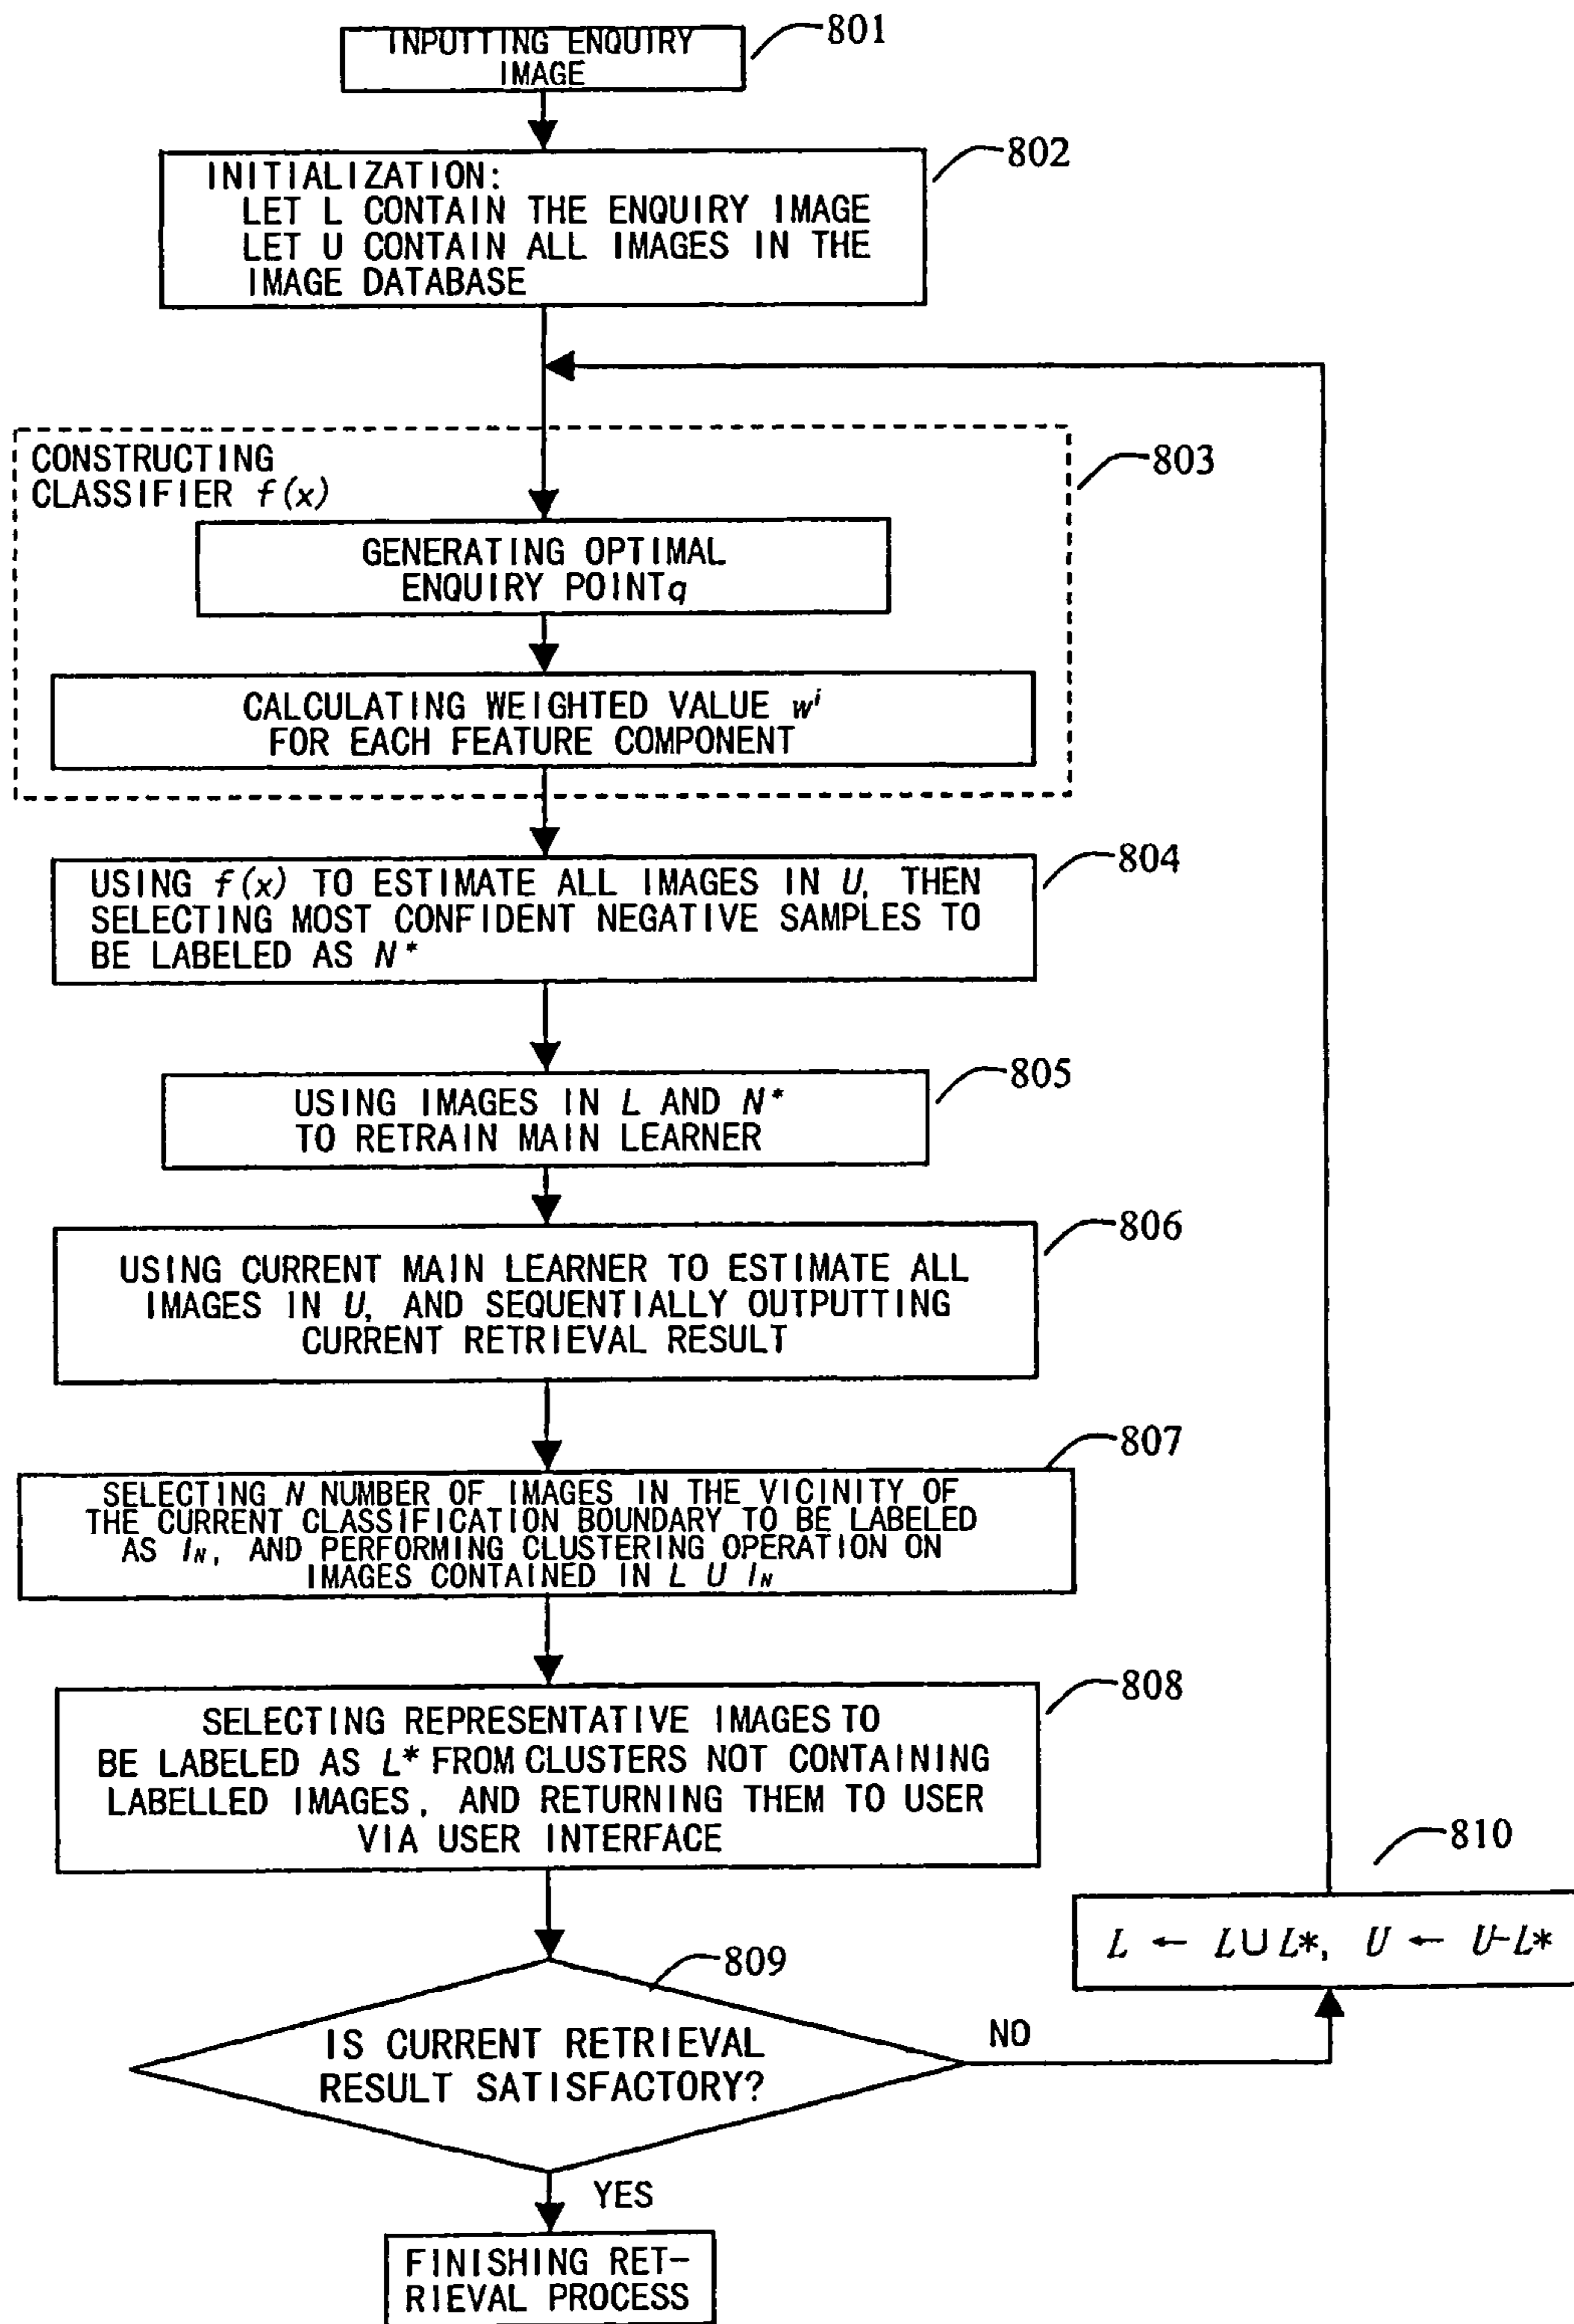 INPUTTING ENQUIRY
IMAGE
801
INITIALIZATION:
LET L CONTAIN THE ENQUIRY IMAGE
LET U CONTAIN ALL IMAGES IN THE
IMAGE DATABASE
802
CONSTRUCTING
CLASSIFIER f(x)
803
GENERATING OPTIMAL
ENQUIRY POINTq
CALCULATING WEIGHTED VALUE wⁱ
FOR EACH FEATURE COMPONENT
804
USING f(x) TO ESTIMATE ALL IMAGES IN U, THEN
SELECTING MOST CONFIDENT NEGATIVE SAMPLES TO
BE LABELED AS N*
805
USING IMAGES IN L AND N*
TO RETRAIN MAIN LEARNER
806
USING CURRENT MAIN LEARNER TO ESTIMATE ALL
IMAGES IN U, AND SEQUENTIALLY OUTPUTTING
CURRENT RETRIEVAL RESULT
807
SELECTING N NUMBER OF IMAGES IN THE VICINITY OF
THE CURRENT CLASSIFICATION BOUNDARY TO BE LABELED
AS I_N, AND PERFORMING CLUSTERING OPERATION ON
IMAGES CONTAINED IN L U I_N
808
SELECTING REPRESENTATIVE IMAGES TO
BE LABELED AS L* FROM CLUSTERS NOT CONTAINING
LABELLED IMAGES, AND RETURNING THEM TO USER
VIA USER INTERFACE
810
L ← L∪L*, U ← U-L*
809
IS CURRENT RETRIEVAL
RESULT SATISFACTORY?
NO
YES
FINISHING RET-
RIEVAL PROCESS